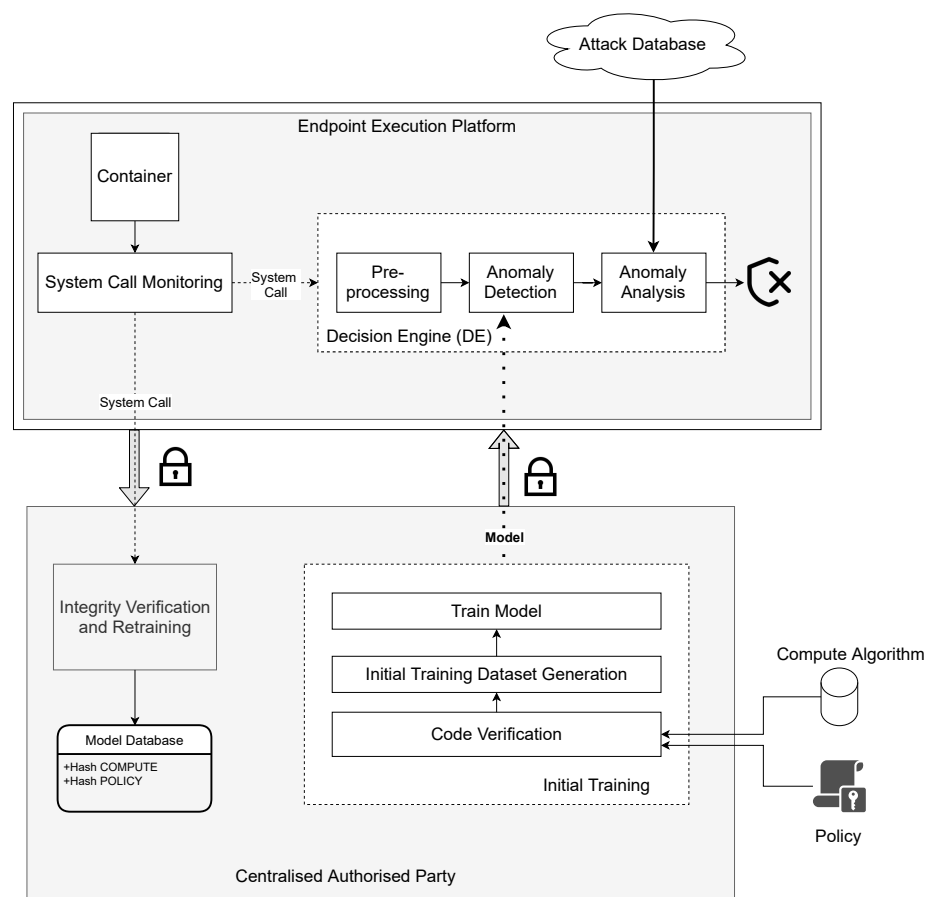 Attack Database
Endpoint Execution Platform
Container
System Call Monitoring
System
Call
Pre-
processing
Anomaly
Detection
Anomaly
Analysis
Decision Engine (DE)
System Call
Model
Integrity Verification
and Retraining
Train Model
Initial Training Dataset Generation
Code Verification
Initial Training
Compute Algorithm
Policy
Model Database
+Hash COMPUTE
+Hash POLICY
Centralised Authorised Party